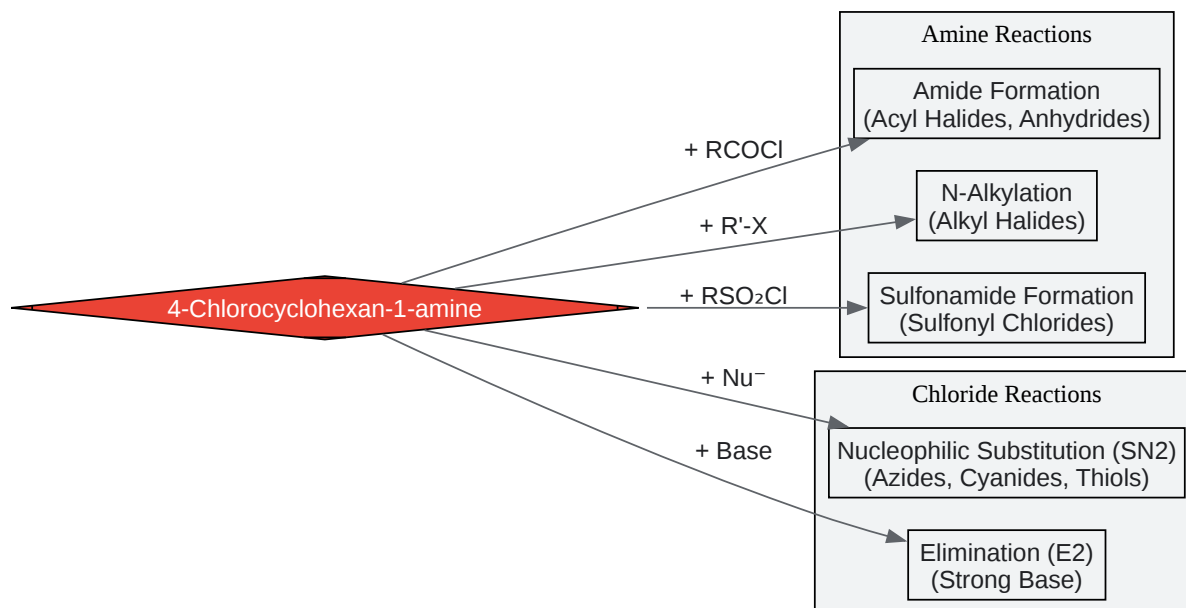 Amine Reactions
Amide Formation
(Acyl Halides, Anhydrides)
+ RCOCl
N-Alkylation
(Alkyl Halides)
+ R'-X
4-Chlorocyclohexan-1-amine
+ RSO₂Cl
Sulfonamide Formation
(Sulfonyl Chlorides)
+ Nu⁻
Chloride Reactions
Nucleophilic Substitution (SN2)
(Azides, Cyanides, Thiols)
+ Base
Elimination (E2)
(Strong Base)